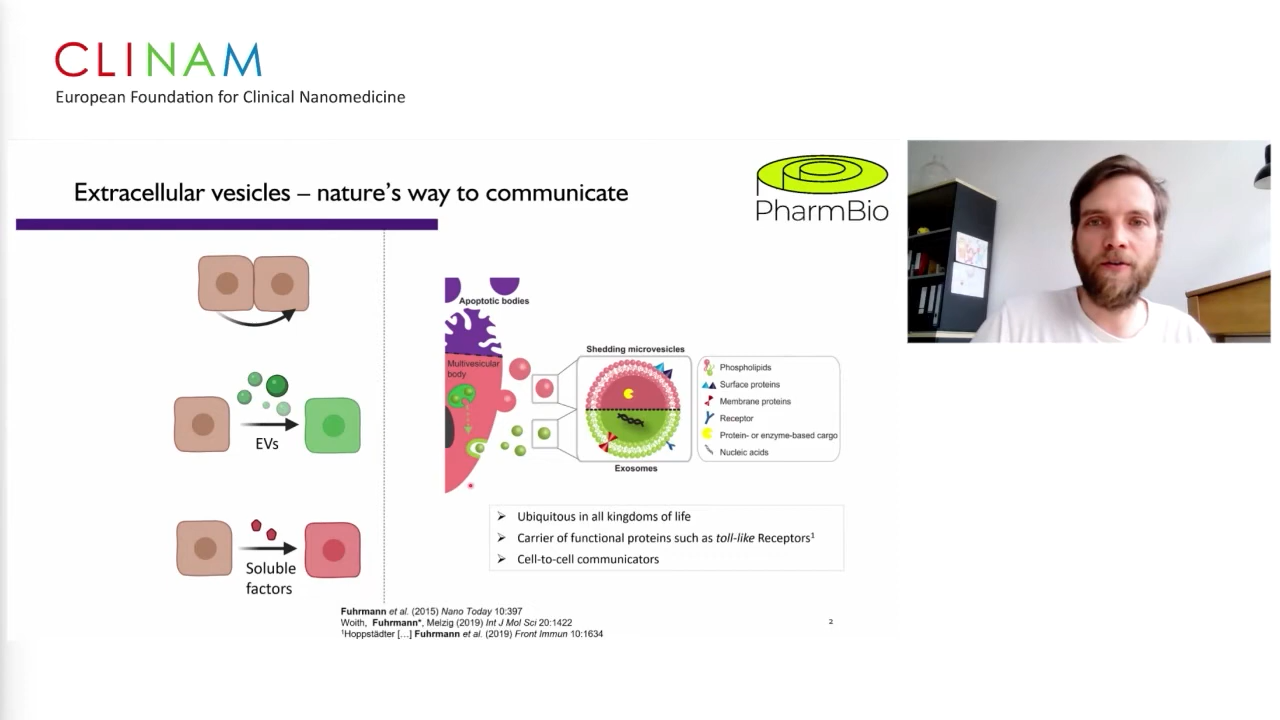 CLINAM
European Foundation for Clinical Nanomedicine
Extracellular vesicles – nature's way to communicate
PharmBio
EVs
Soluble
factors
Apoptotic bodies
Multivesicular
body
Shedding microvesicles
Exosomes
Phospholipids
Surface proteins
Membrane proteins
Receptor
Protein- or enzyme-based cargo
Nucleic acids
➢ Ubiquitous in all kingdoms of life
➢ Carrier of functional proteins such as toll-like Receptors¹
➢ Cell-to-cell communicators
Fuhrmann et al. (2015) Nano Today 10:397
Woith, Fuhrmann*, Melzig (2019) Int J Mol Sci 20:1422
¹Hoppstädter [...] Fuhrmann et al. (2019) Front Immun 10:1634
2